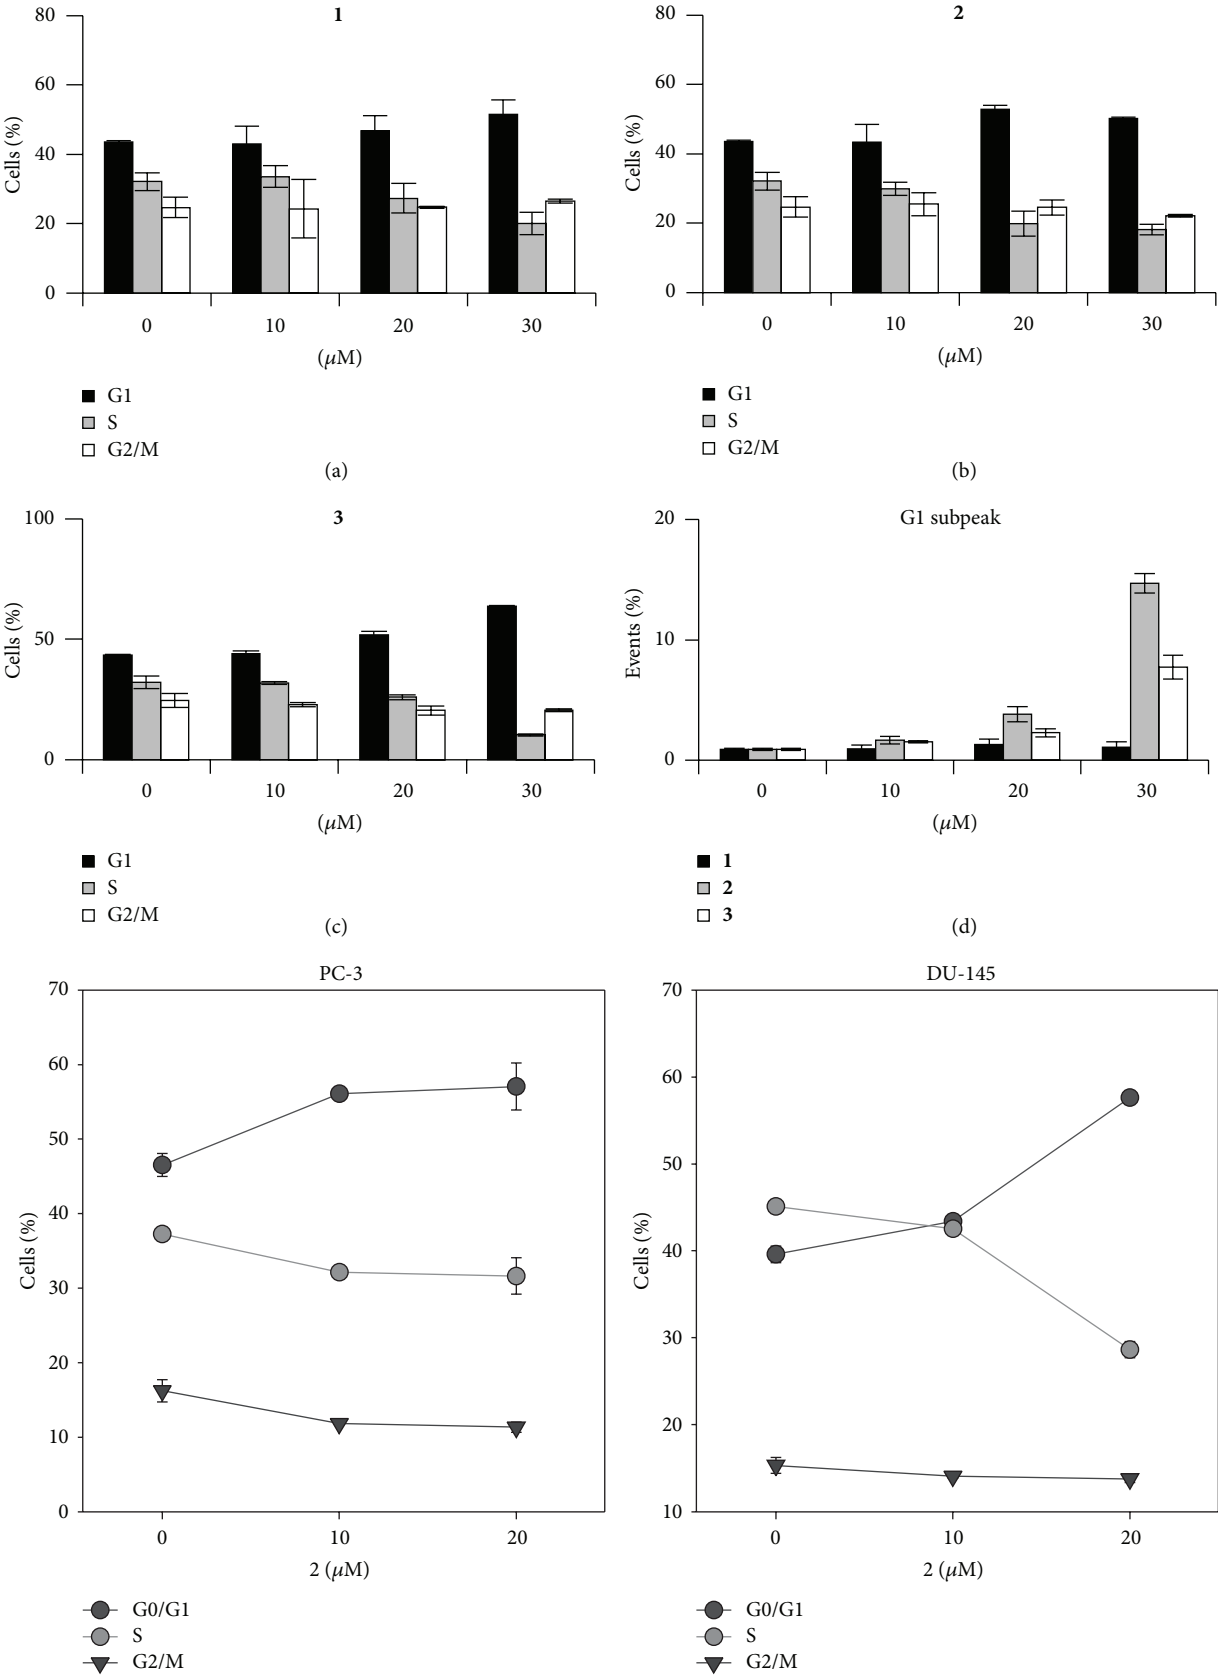 1
80
60
40
20
0
Cells (%)
0 10 20 30
(µM)
G1
S
G2/M
(a)
2
80
60
40
20
0
Cells (%)
0 10 20 30
(µM)
G1
S
G2/M
(b)
3
100
50
0
Cells (%)
0 10 20 30
(µM)
G1
S
G2/M
(c)
G1 subpeak
20
10
0
Events (%)
0 10 20 30
(µM)
1
2
3
(d)
PC-3
70
60
50
40
30
20
10
0
Cells (%)
0 10 20
2 (µM)
G0/G1
S
G2/M
DU-145
70
60
50
40
30
20
10
Cells (%)
0 10 20
2 (µM)
G0/G1
S
G2/M